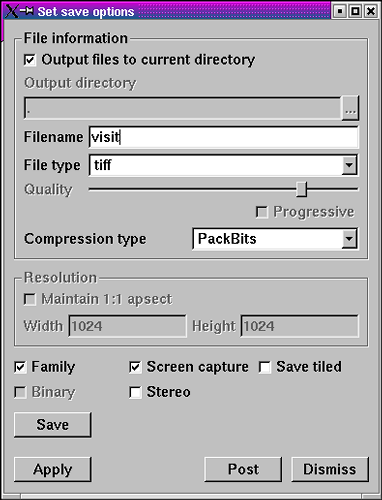 Set save options
File information
Output files to current directory
Output directory
. ...
Filename visit
File type tiff
Quality
Progressive
Compression type PackBits
Resolution
Maintain 1:1 apsect
Width 1024 Height 1024
Family Screen capture Save tiled
Binary Stereo
Save
Apply Post Dismiss